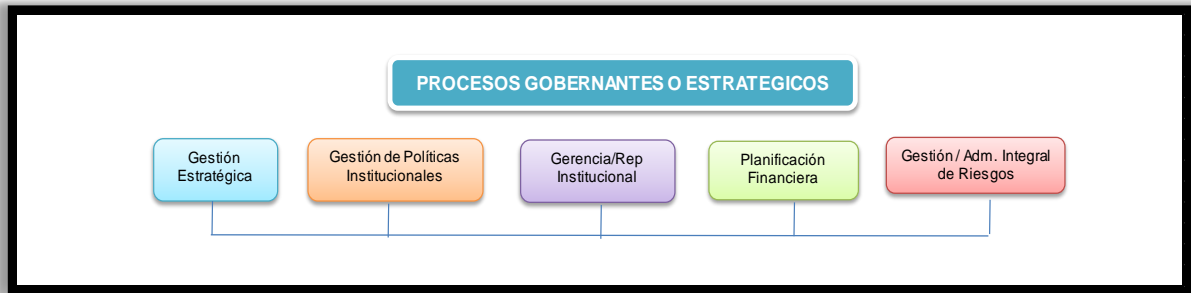 PROCESOS GOBERNANTES O ESTRATEGICOS
Gestión
Estratégica
Gestión de Políticas
Institucionales
Gerencia/Rep
Institucional
Planificación
Financiera
Gestión / Adm. Integral
de Riesgos